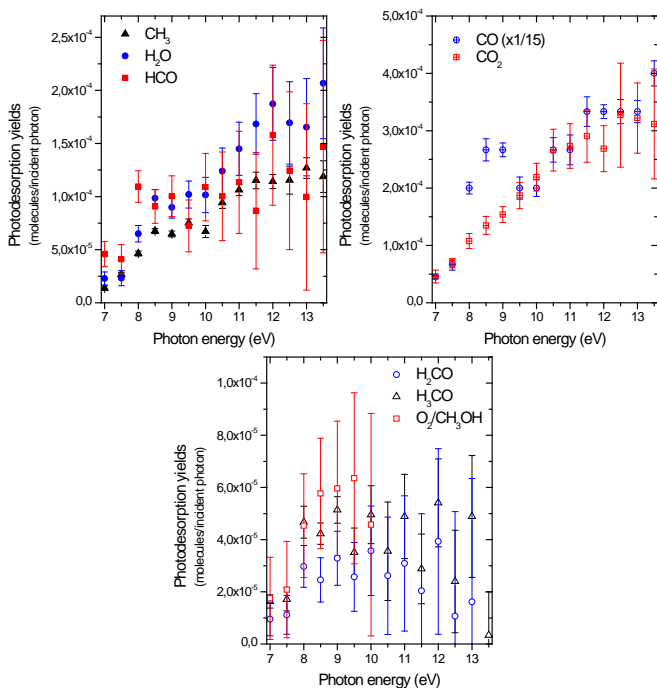 2,5x10⁻⁴
2,0x10⁻⁴
1,5x10⁻⁴
1,0x10⁻⁴
5,0x10⁻⁵
0,0
Photodesorption yields
(molecules/incident photon)
CH₃
H₂O
HCO
7 8 9 10 11 12 13
Photon energy (eV)
5,0x10⁻⁴
4,0x10⁻⁴
3,0x10⁻⁴
2,0x10⁻⁴
1,0x10⁻⁴
0,0
Photodesorption yields
(molecules/incident photon)
CO (x1/15)
CO₂
7 8 9 10 11 12 13
Photon energy (eV)
1,0x10⁻⁴
8,0x10⁻⁵
6,0x10⁻⁵
4,0x10⁻⁵
2,0x10⁻⁵
0,0
Photodesorption yields
(molecules/incident photon)
H₂CO
H₃CO
O₂/CH₃OH
7 8 9 10 11 12 13
Photon energy (eV)